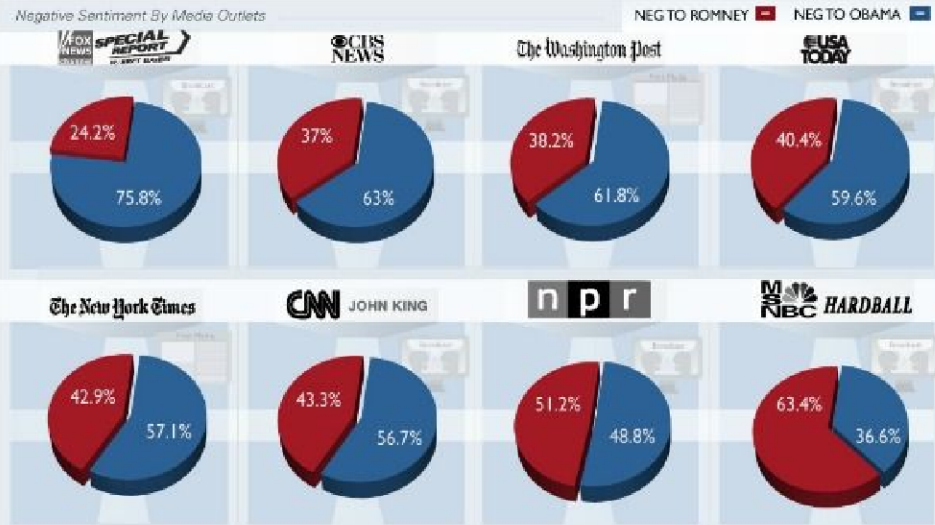 Negative Sentiment By Media Outlets
NEG TO ROMNEY
NEG TO OBAMA
FOX NEWS
SPECIAL REPORT
CBS NEWS
The Washington Post
USA TODAY
24.2%
75.8%
37%
63%
38.2%
61.8%
40.4%
59.6%
The New York Times
CNN JOHN KING
npr
MSNBC HARDBALL
42.9%
57.1%
43.3%
56.7%
51.2%
48.8%
63.4%
36.6%